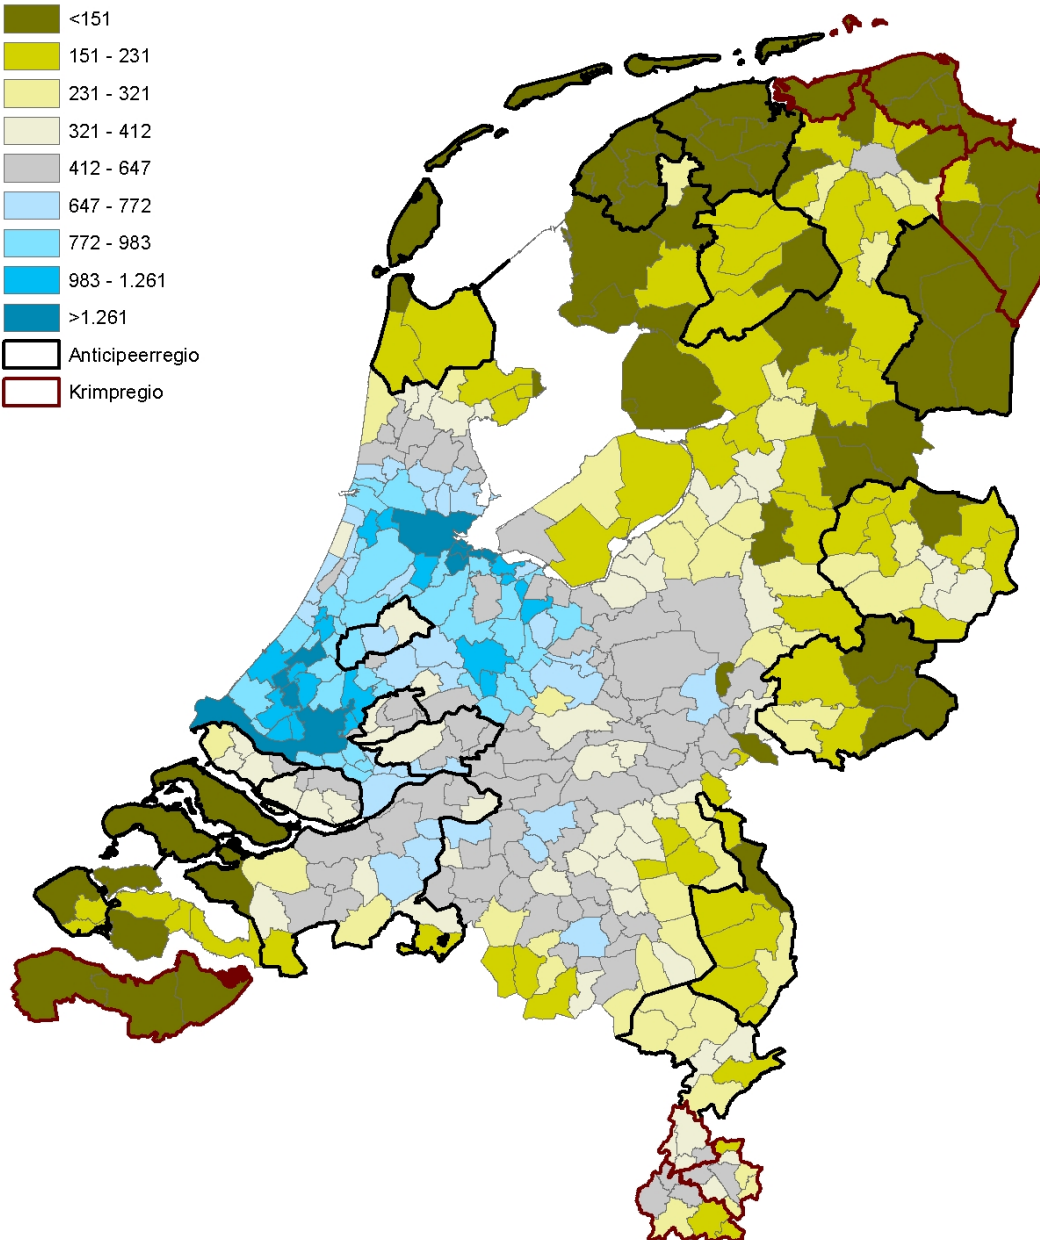 <151
151 - 231
231 - 321
321 - 412
412 - 647
647 - 772
772 - 983
983 - 1.261
>1.261
Anticipeerregio
Krimpregio